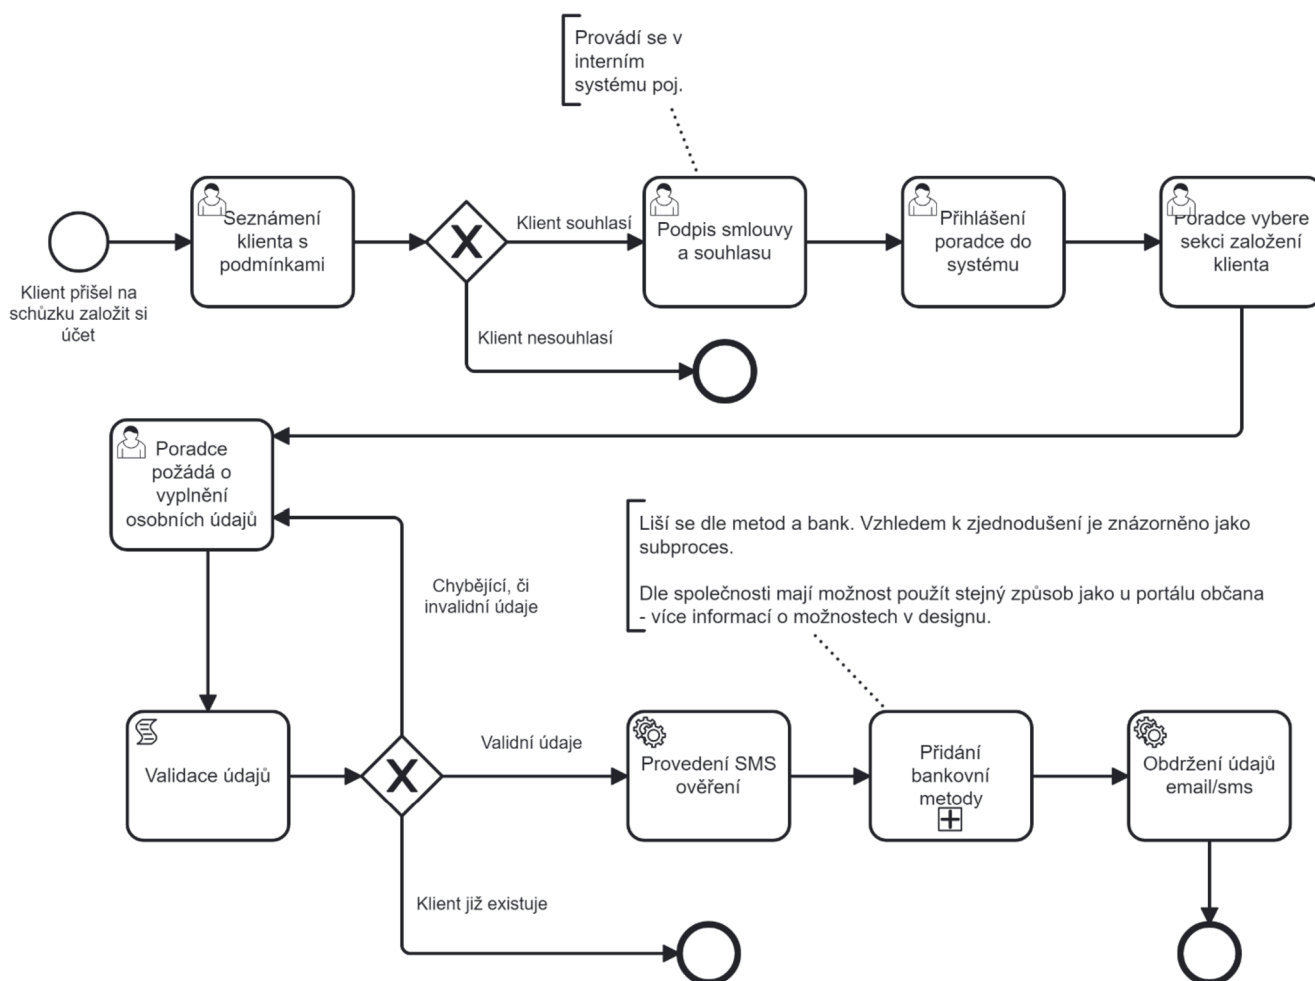 Provádí se v
interním
systému poj.
Seznámení
klienta s
podmínkami
Klient souhlasí
Podpis smlouvy
a souhlasu
Přihlášení
poradce do
systému
Poradce vybere
sekci založení
klienta
Klient přišel na
schůzku založit si
účet
Klient nesouhlasí
Poradce
požádá o
vyplnění
osobních údajů
Chybějící, či
invalidní údaje
Liší se dle metod a bank. Vzhledem k zjednodušení je znázorněno jako
subproces.
Dle společnosti mají možnost použít stejný způsob jako u portálu občana
- více informací o možnostech v designu.
Validace údajů
Validní údaje
Provedení SMS
ověření
Přidání
bankovní
metody
Obdržení údajů
email/sms
Klient již existuje